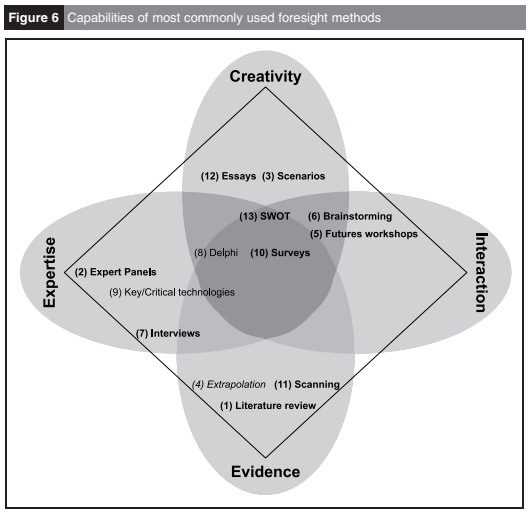 Figure 6 Capabilities of most commonly used foresight methods
Creativity
(12) Essays (3) Scenarios
(13) SWOT (6) Brainstorming
(5) Futures workshops
(8) Delphi (10) Surveys
Expertise
Interaction
(2) Expert Panels
(9) Key/Critical technologies
(7) Interviews
(4) Extrapolation (11) Scanning
(1) Literature review
Evidence